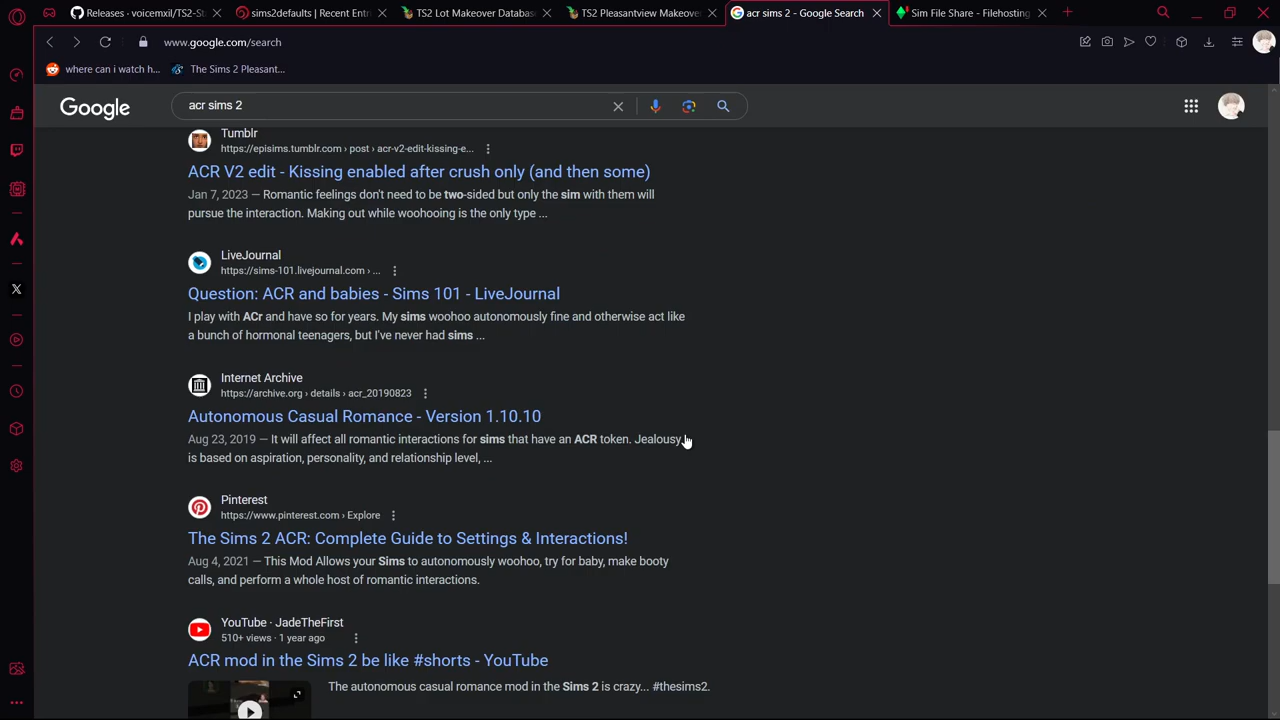 Releases · voicemxil/TS2-St
sims2defaults | Recent Entri
TS2 Lot Makeover Database
TS2 Pleasantview Makeover
acr sims 2 - Google Search
Sim File Share - Filehosting
www.google.com/search
where can i watch h...
The Sims 2 Pleasant...
Google
acr sims 2
Tumblr
https://episims.tumblr.com › post › acr-v2-edit-kissing-e...
ACR V2 edit - Kissing enabled after crush only (and then some)
Jan 7, 2023 — Romantic feelings don't need to be two-sided but only the sim with them will
pursue the interaction. Making out while woohooing is the only type ...
LiveJournal
https://sims-101.livejournal.com › ...
Question: ACR and babies - Sims 101 - LiveJournal
I play with ACr and have so for years. My sims woohoo autonomously fine and otherwise act like
a bunch of hormonal teenagers, but I've never had sims ...
Internet Archive
https://archive.org › details › acr_20190823
Autonomous Casual Romance - Version 1.10.10
Aug 23, 2019 — It will affect all romantic interactions for sims that have an ACR token. Jealousy
is based on aspiration, personality, and relationship level, ...
Pinterest
https://www.pinterest.com › Explore
The Sims 2 ACR: Complete Guide to Settings & Interactions!
Aug 4, 2021 — This Mod Allows your Sims to autonomously woohoo, try for baby, make booty
calls, and perform a whole host of romantic interactions.
YouTube · JadeTheFirst
510+ views · 1 year ago
ACR mod in the Sims 2 be like #shorts - YouTube
The autonomous casual romance mod in the Sims 2 is crazy... #thesims2.